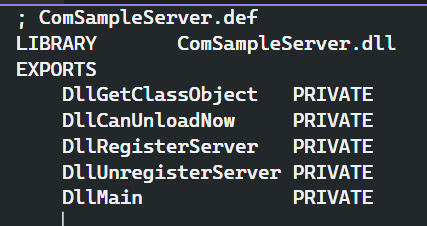 ; ComSampleServer.def
LIBRARY ComSampleServer.dll
EXPORTS
DllGetClassObject PRIVATE
DllCanUnloadNow PRIVATE
DllRegisterServer PRIVATE
DllUnregisterServer PRIVATE
DllMain PRIVATE